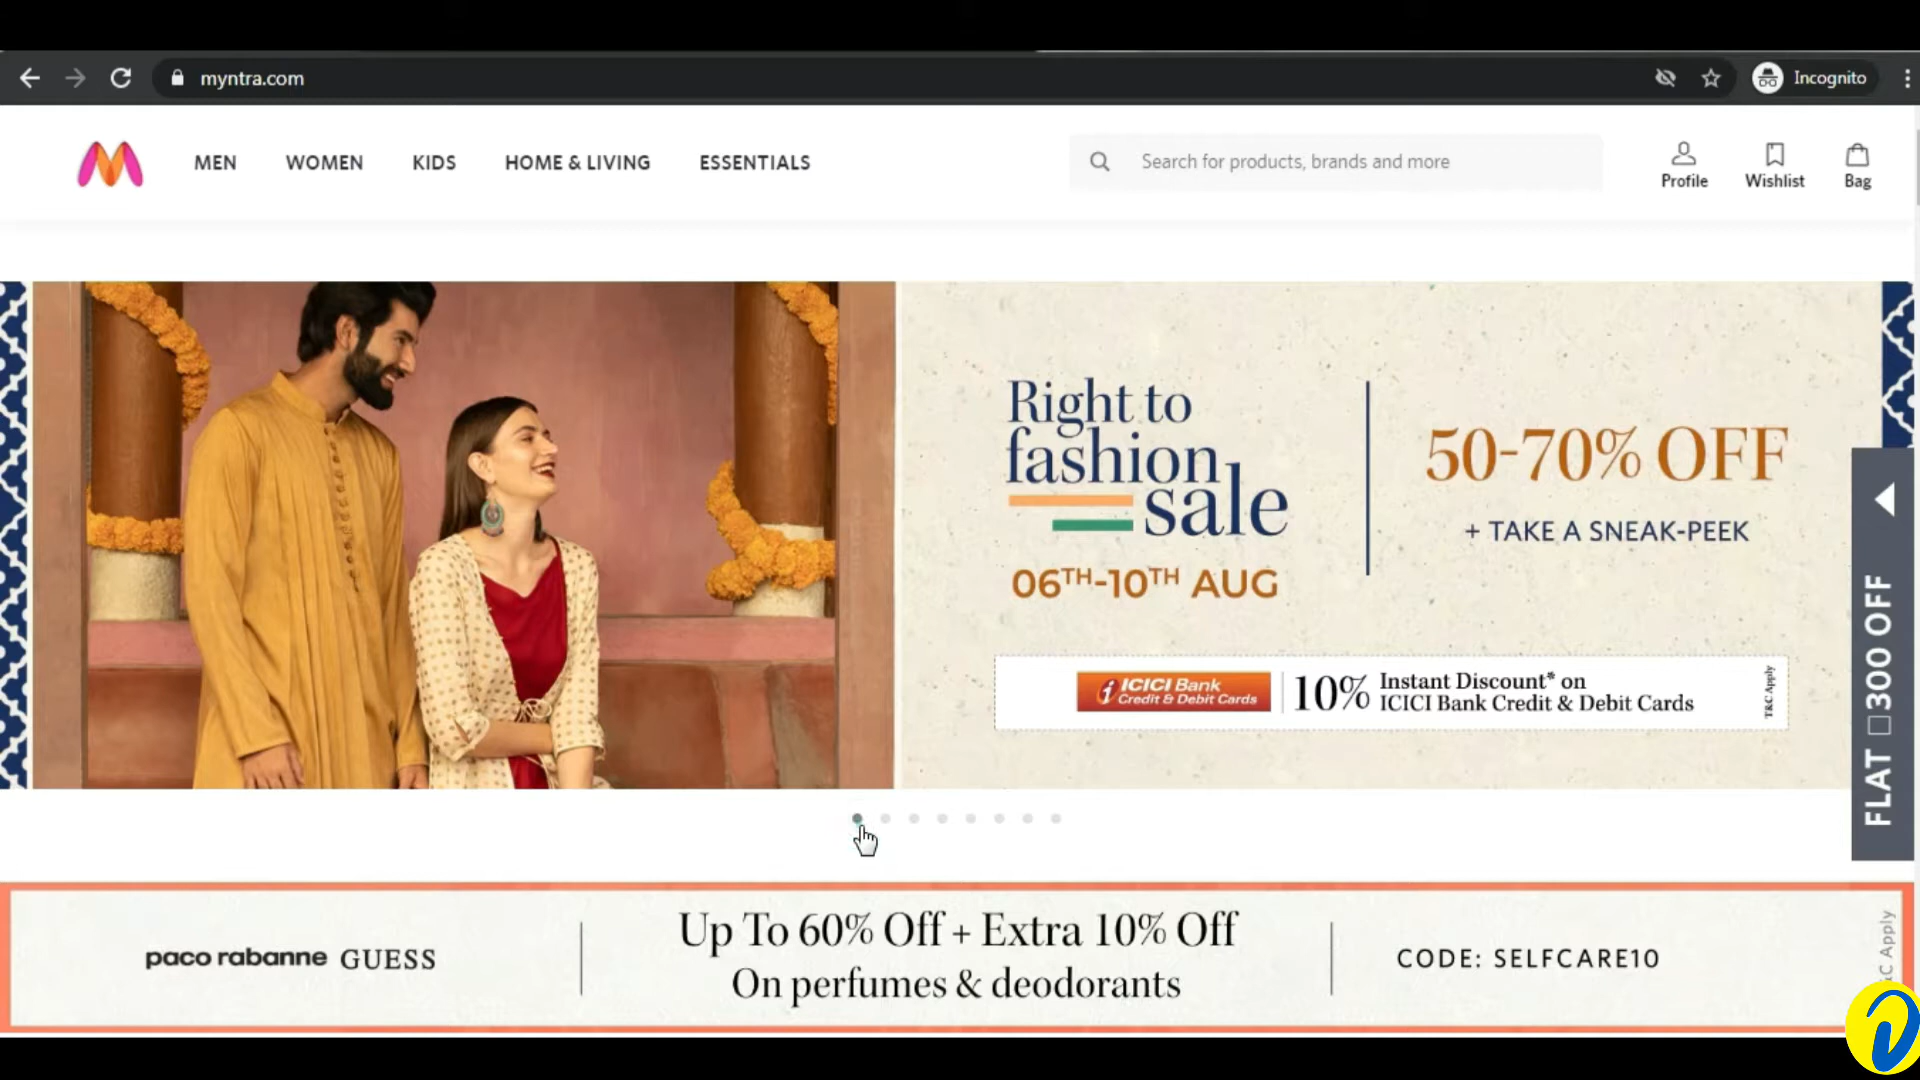 myntra.com
Incognito
MEN WOMEN KIDS HOME & LIVING ESSENTIALS
Search for products, brands and more
Profile Wishlist Bag
Right to
fashion
sale
06TH-10TH AUG
50-70% OFF
+ TAKE A SNEAK-PEEK
ICICI Bank
Credit & Debit Cards
10% Instant Discount* on
ICICI Bank Credit & Debit Cards
T&C Apply
FLAT □300 OFF
paco rabanne GUESS
Up To 60% Off + Extra 10% Off
On perfumes & deodorants
CODE: SELFCARE10
&C Apply